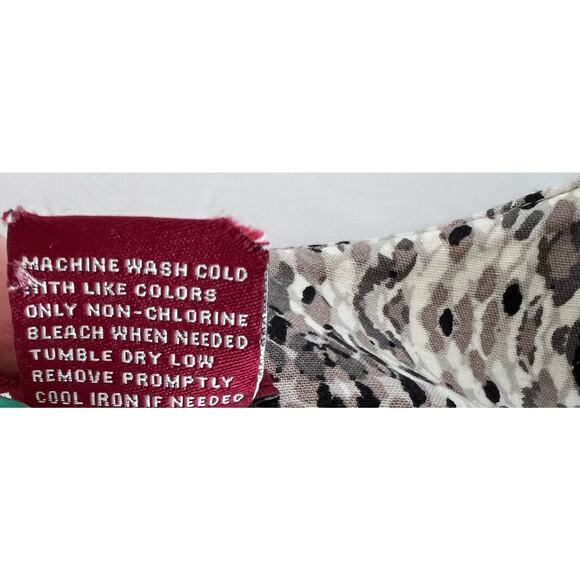 MACHINE WASH COLD
WITH LIKE COLORS
ONLY NON-CHLORINE
BLEACH WHEN NEEDED
TUMBLE DRY LOW
REMOVE PROMPTLY
COOL IRON IF NEEDED